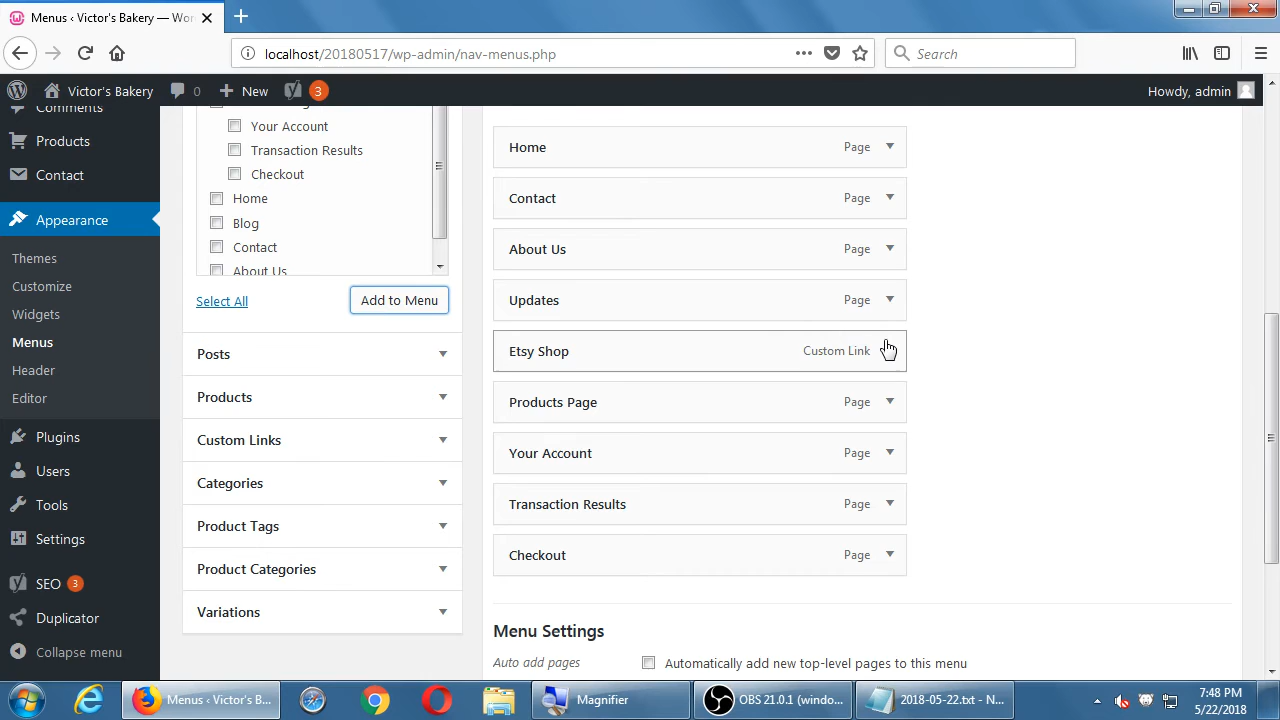 Menus ‹ Victor's Bakery — Wor
localhost/20180517/wp-admin/nav-menus.php
Search
Victor's Bakery
0
New
3
Howdy, admin
Comments
Products
Contact
Appearance
Themes
Customize
Widgets
Menus
Header
Editor
Plugins
Users
Tools
Settings
SEO 3
Duplicator
Collapse menu
Your Account
Transaction Results
Checkout
Home
Blog
Contact
About Us
Select All
Add to Menu
Posts
Products
Custom Links
Categories
Product Tags
Product Categories
Variations
Home Page
Contact Page
About Us Page
Updates Page
Etsy Shop Custom Link
Products Page Page
Your Account Page
Transaction Results Page
Checkout Page
Menu Settings
Auto add pages
Automatically add new top-level pages to this menu
Menus ‹ Victor's B...
Magnifier
OBS 21.0.1 (windo...
2018-05-22.txt - N...
7:48 PM
5/22/2018